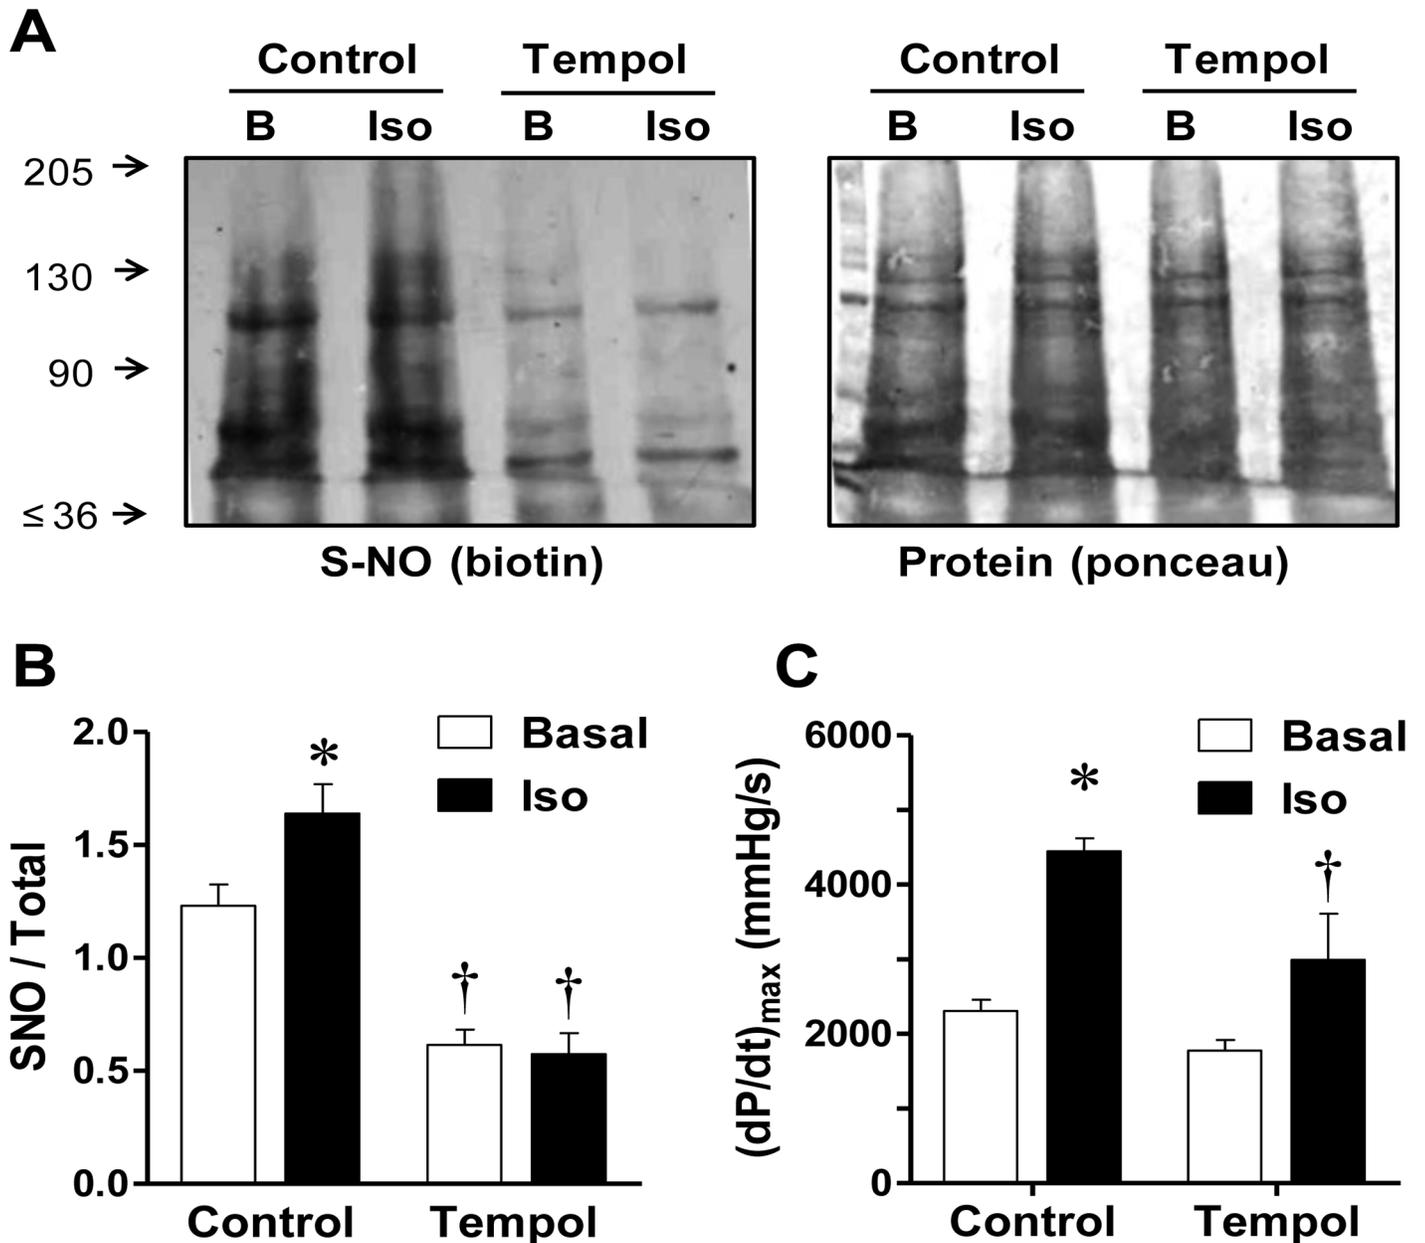 A
Control Tempol Control Tempol
B Iso B Iso B Iso B Iso
205 →
130 →
90 →
≤ 36 →
S-NO (biotin) Protein (ponceau)
B
SNO / Total
2.0
1.5
1.0
0.5
0.0
Basal
Iso
*
† †
Control Tempol
C
(dP/dt)max (mmHg/s)
6000
4000
2000
0
Basal
Iso
*
†
Control Tempol